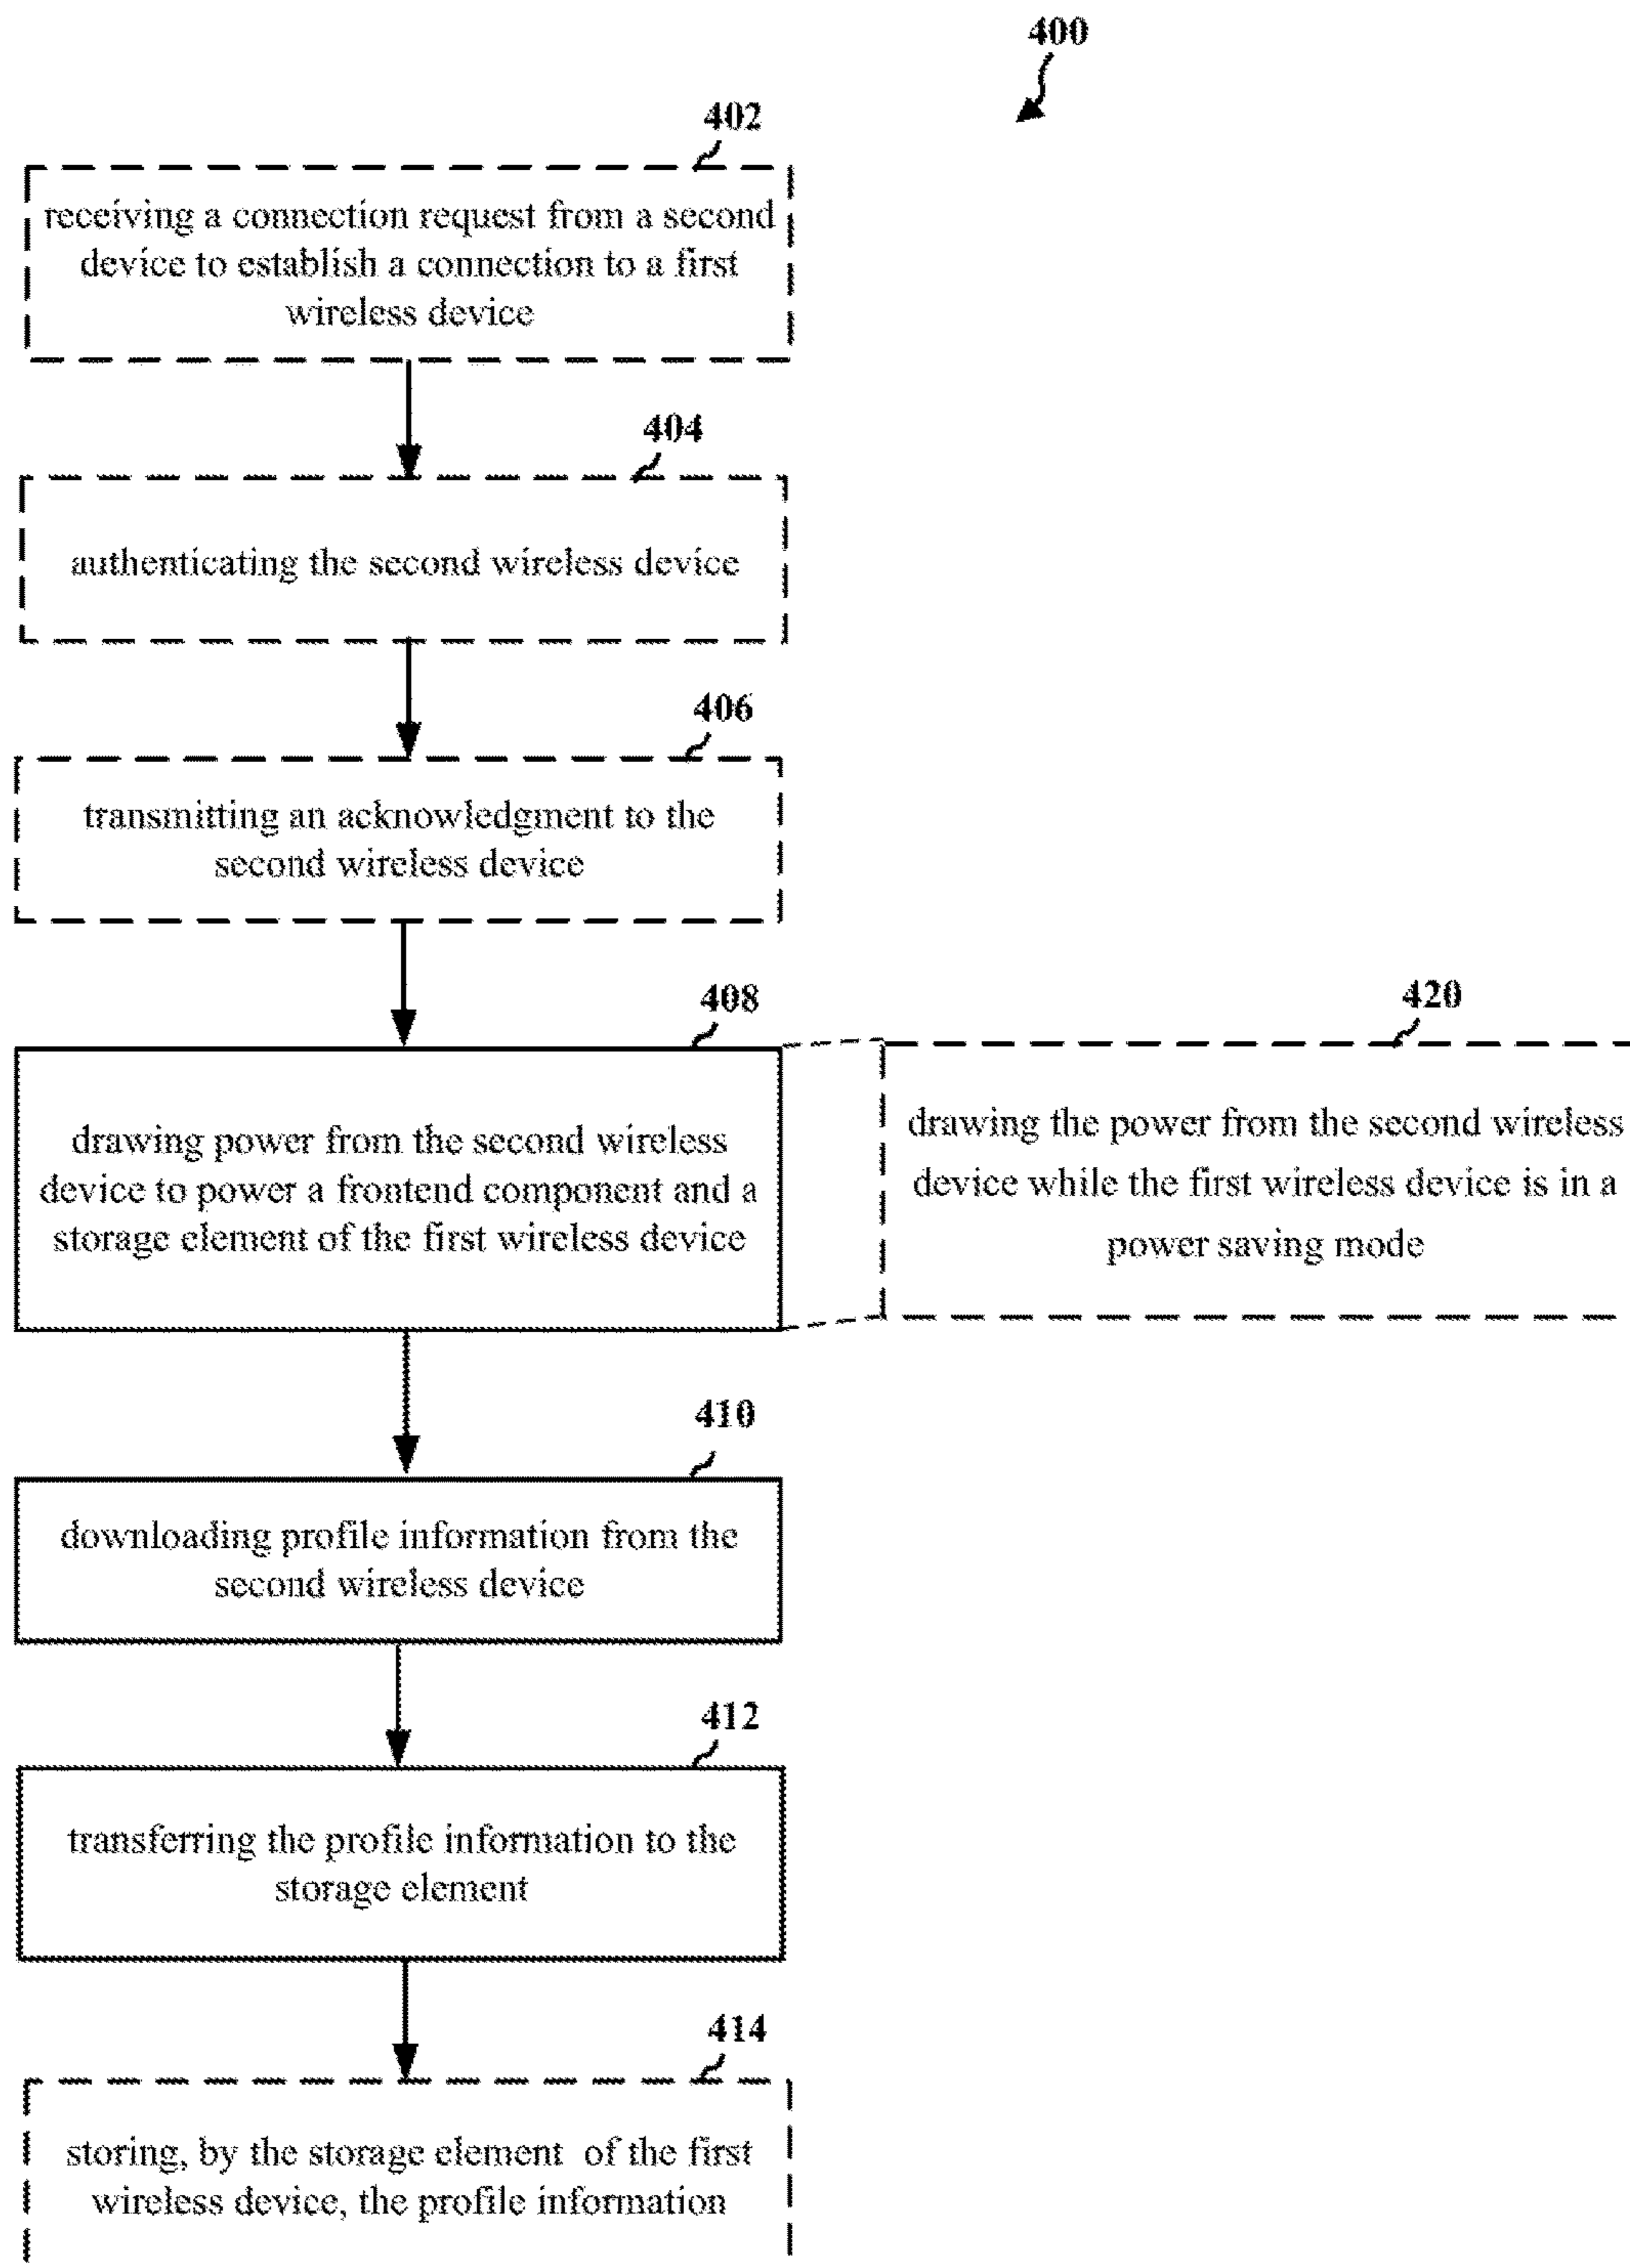 400
402
receiving a connection request from a second
device to establish a connection to a first
wireless device
404
authenticating the second wireless device
406
transmitting an acknowledgment to the
second wireless device
408
drawing power from the second wireless
device to power a frontend component and a
storage element of the first wireless device
420
drawing the power from the second wireless
device while the first wireless device is in a
power saving mode
410
downloading profile information from the
second wireless device
412
transferring the profile information to the
storage element
414
storing, by the storage element of the first
wireless device, the profile information